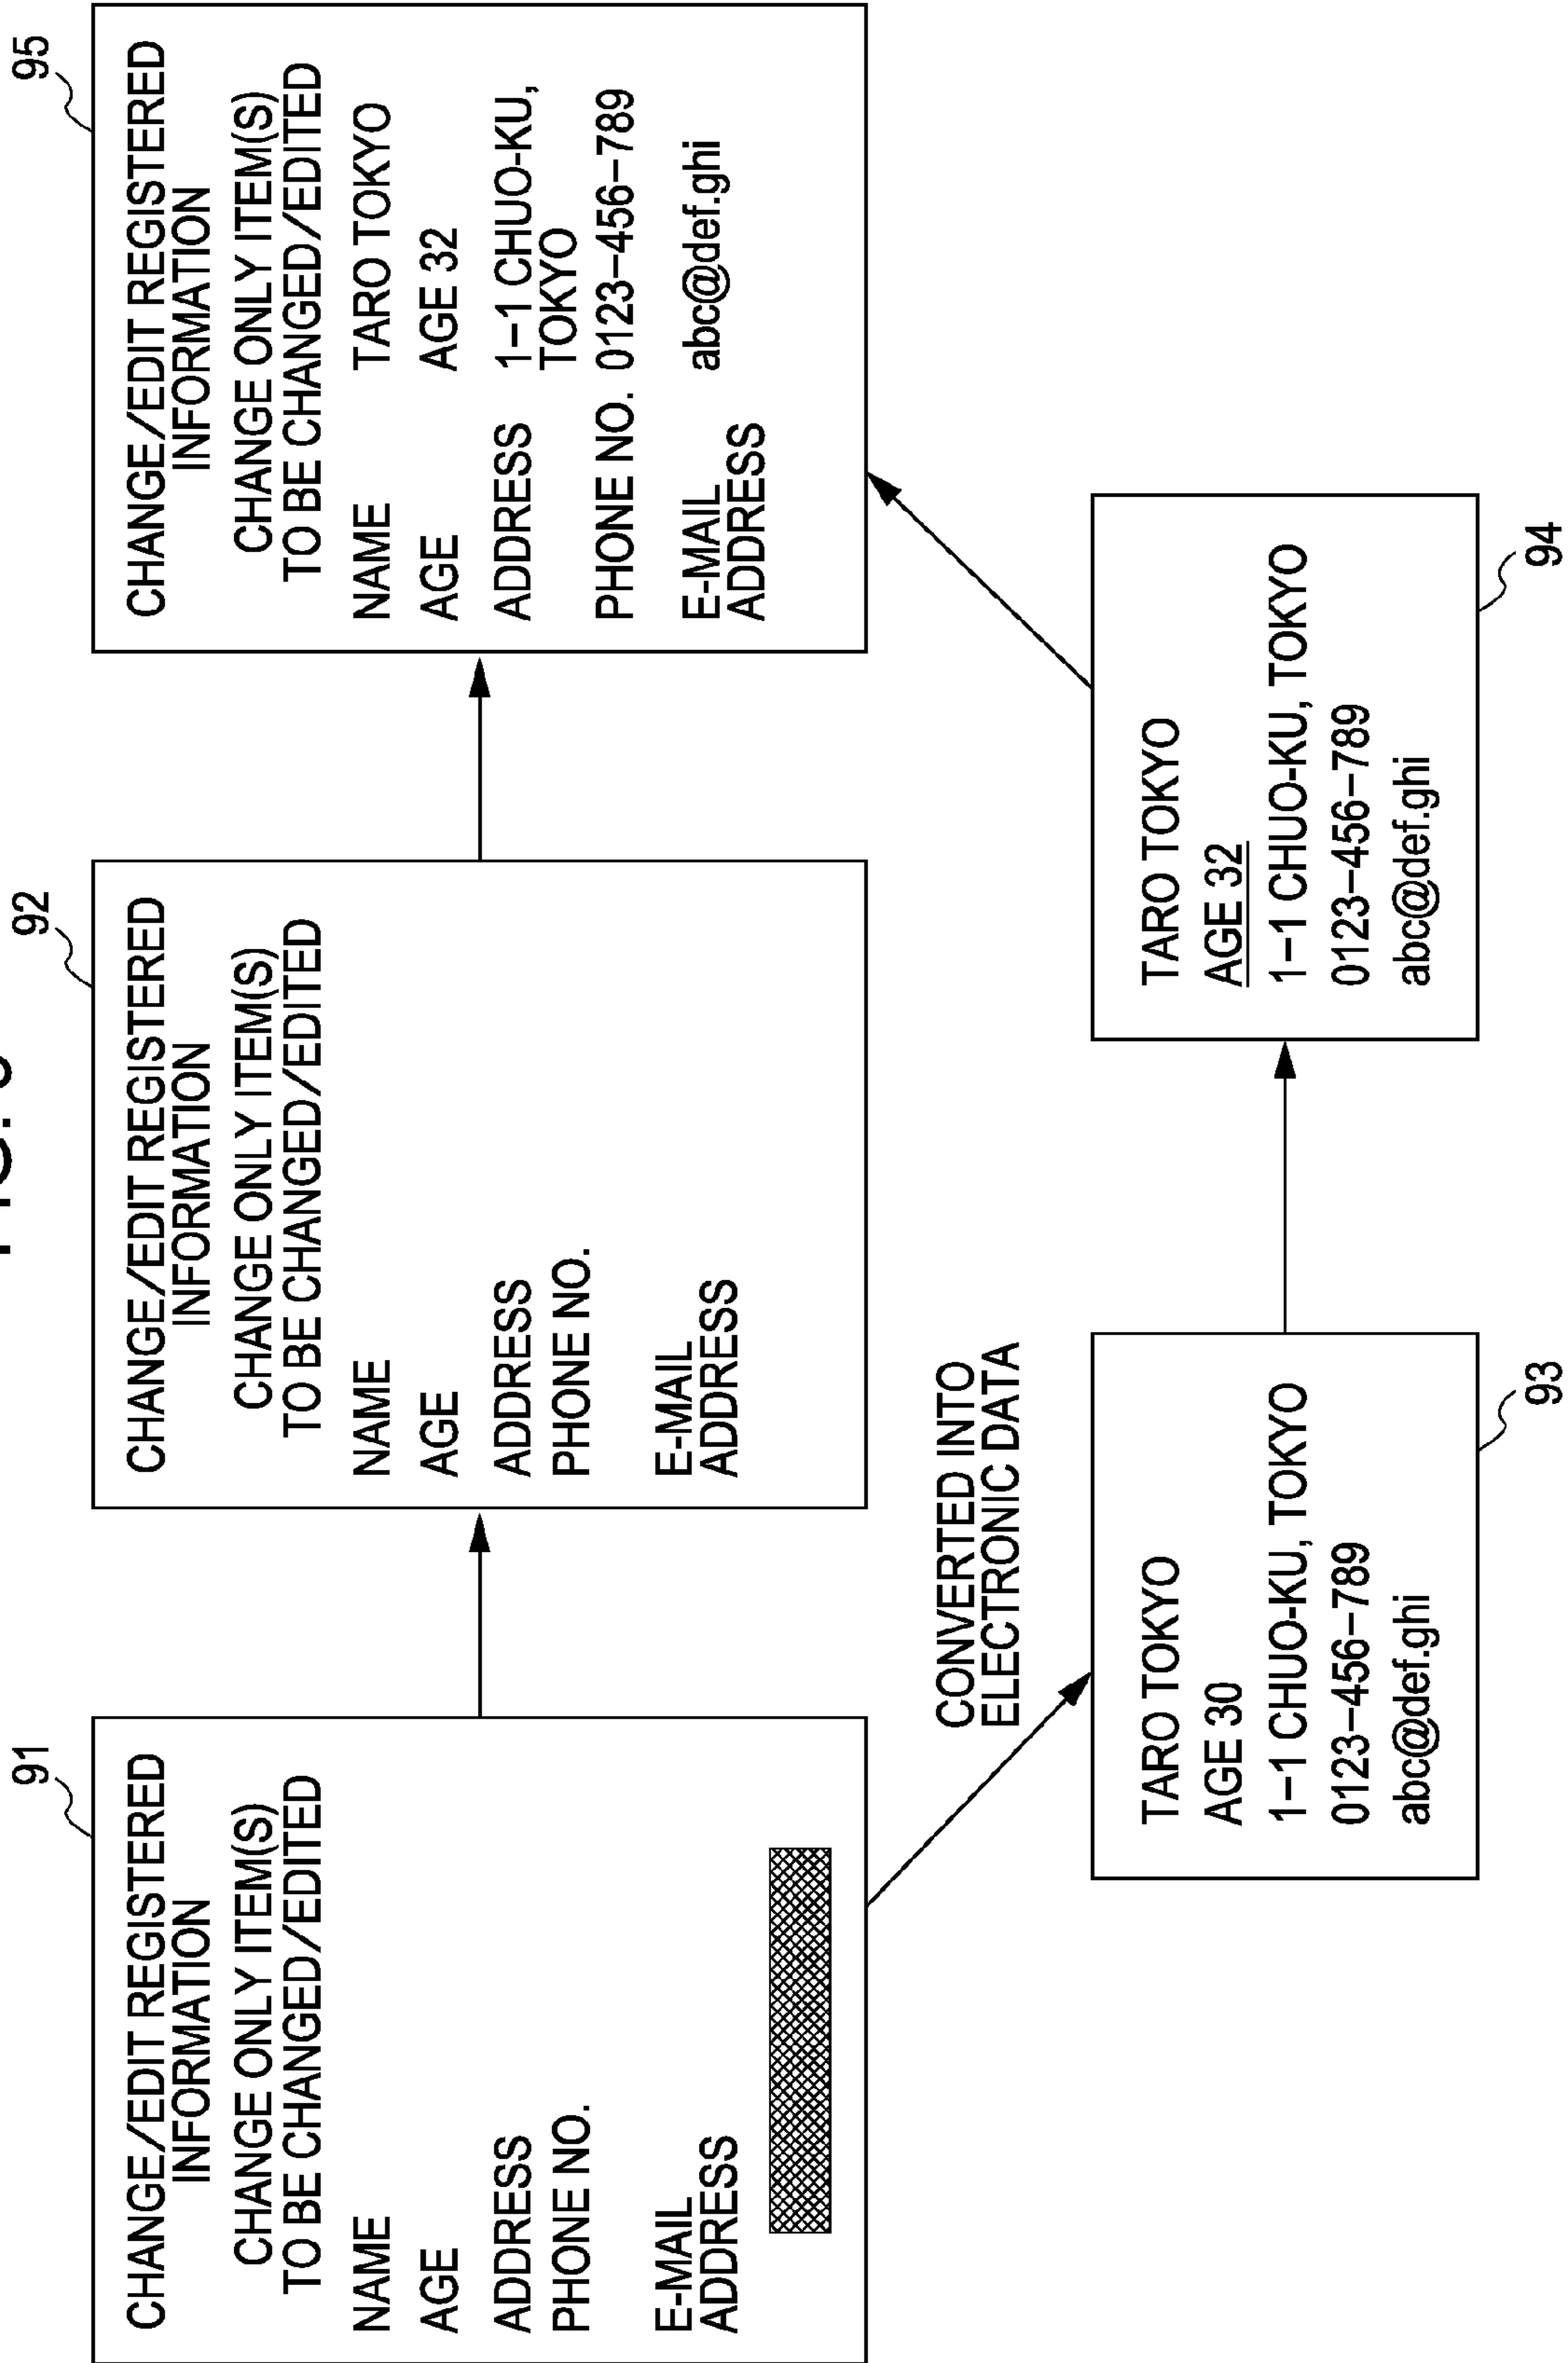 FIG.
91
CHANGE/EDIT REGISTERED
INFORMATION
CHANGE ONLY ITEM(S)
TO BE CHANGED/EDITED
NAME
AGE
ADDRESS
PHONE NO.
E-MAIL
ADDRESS
92
CHANGE/EDIT REGISTERED
INFORMATION
CHANGE ONLY ITEM(S)
TO BE CHANGED/EDITED
NAME
AGE
ADDRESS
PHONE NO.
E-MAIL
ADDRESS
95
CHANGE/EDIT REGISTERED
INFORMATION
CHANGE ONLY ITEM(S)
TO BE CHANGED/EDITED
NAME TARO TOKYO
AGE AGE 32
ADDRESS 1-1 CHUO-KU,
TOKYO
PHONE NO. 0123-456-789
E-MAIL abc@def.ghi
ADDRESS
CONVERTED INTO
ELECTRONIC DATA
TARO TOKYO
AGE 30
1-1 CHUO-KU, TOKYO
0123-456-789
abc@def.ghi
93
TARO TOKYO
AGE 32
1-1 CHUO-KU, TOKYO
0123-456-789
abc@def.ghi
94